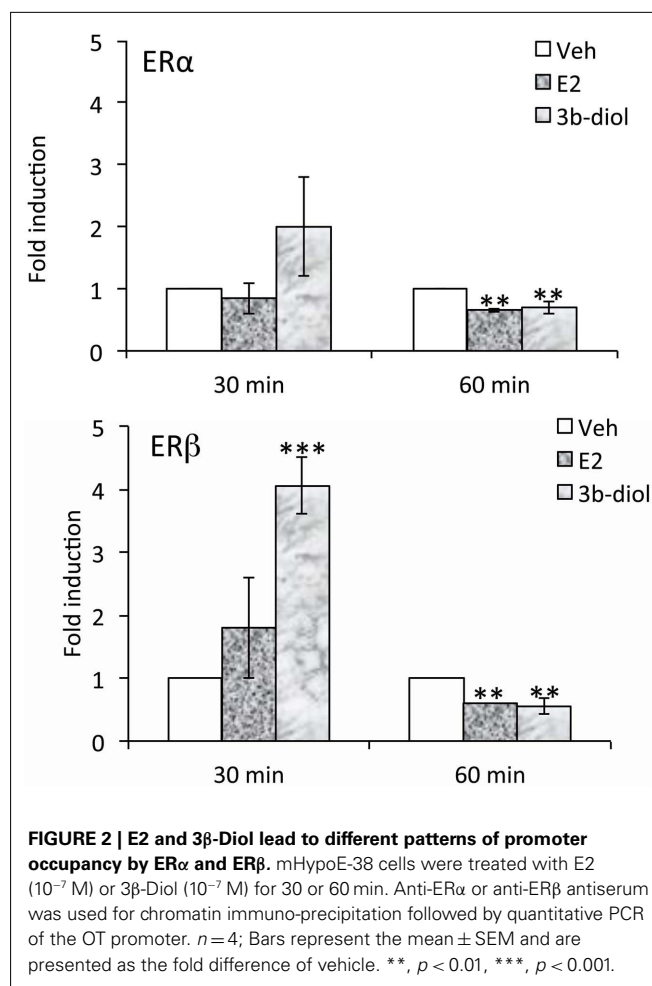 ERα
Veh
E2
3b-diol
Fold induction
5
4
3
2
1
0
**
**
30 min
60 min
ERβ
Veh
E2
3b-diol
Fold induction
5
4
3
2
1
0
***
**
**
30 min
60 min
FIGURE 2 | E2 and 3β-Diol lead to different patterns of promoter
occupancy by ERα and ERβ. mHypoE-38 cells were treated with E2
(10⁻⁷ M) or 3β-Diol (10⁻⁷ M) for 30 or 60 min. Anti-ERα or anti-ERβ antiserum
was used for chromatin immuno-precipitation followed by quantitative PCR
of the OT promoter. n = 4; Bars represent the mean ± SEM and are
presented as the fold difference of vehicle. **, p < 0.01, ***, p < 0.001.